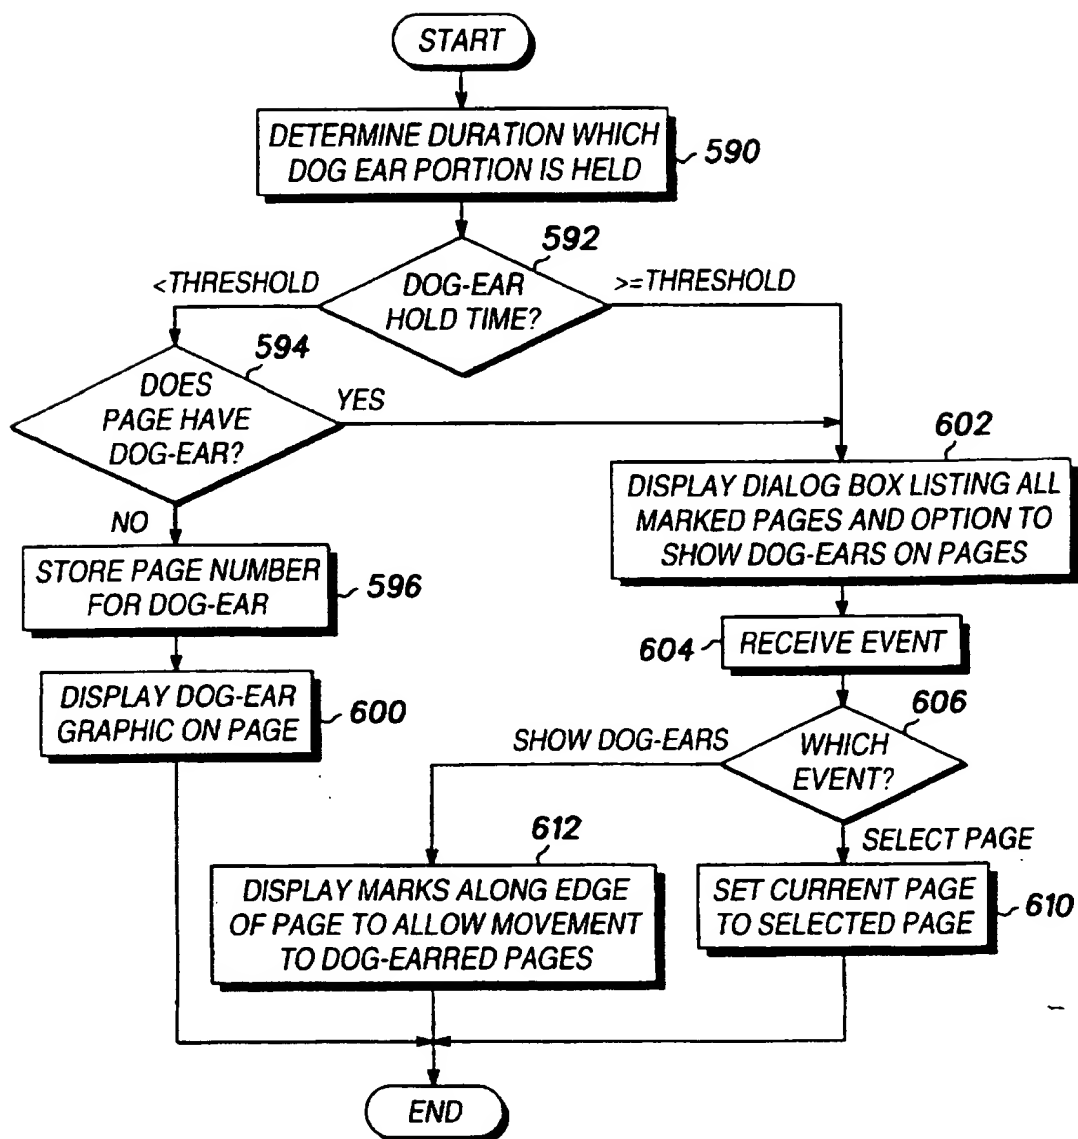 START
DETERMINE DURATION WHICH
DOG EAR PORTION IS HELD
590
592
<THRESHOLD
DOG-EAR
HOLD TIME?
>=THRESHOLD
594
DOES
PAGE HAVE
DOG-EAR?
YES
NO
STORE PAGE NUMBER
FOR DOG-EAR
596
DISPLAY DOG-EAR
GRAPHIC ON PAGE
600
602
DISPLAY DIALOG BOX LISTING ALL
MARKED PAGES AND OPTION TO
SHOW DOG-EARS ON PAGES
604
RECEIVE EVENT
606
SHOW DOG-EARS
WHICH
EVENT?
SELECT PAGE
612
DISPLAY MARKS ALONG EDGE
OF PAGE TO ALLOW MOVEMENT
TO DOG-EARRED PAGES
SET CURRENT PAGE
TO SELECTED PAGE
610
END